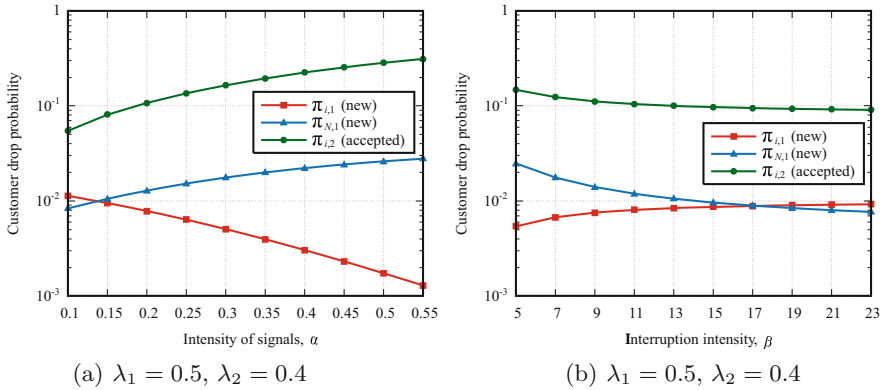 1
10⁻¹
10⁻²
10⁻³
Customer drop probability
π_{i,1} (new)
π_{N,1} (new)
π_{i,2} (accepted)
0.1 0.15 0.2 0.25 0.3 0.35 0.4 0.45 0.5 0.55
Intensity of signals, α
(a) λ₁ = 0.5, λ₂ = 0.4
1
10⁻¹
10⁻²
10⁻³
Customer drop probability
π_{i,1} (new)
π_{N,1} (new)
π_{i,2} (accepted)
5 7 9 11 13 15 17 19 21 23
Interruption intensity, β
(b) λ₁ = 0.5, λ₂ = 0.4